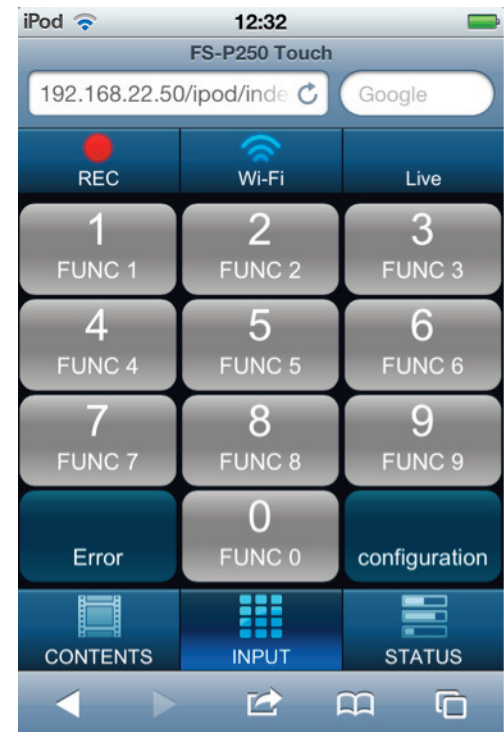 iPod 12:32
FS-P250 Touch
192.168.22.50/ipod/inde Google
REC Wi-Fi Live
1 2 3
FUNC 1 FUNC 2 FUNC 3
4 5 6
FUNC 4 FUNC 5 FUNC 6
7 8 9
FUNC 7 FUNC 8 FUNC 9
0
Error FUNC 0 configuration
CONTENTS INPUT STATUS